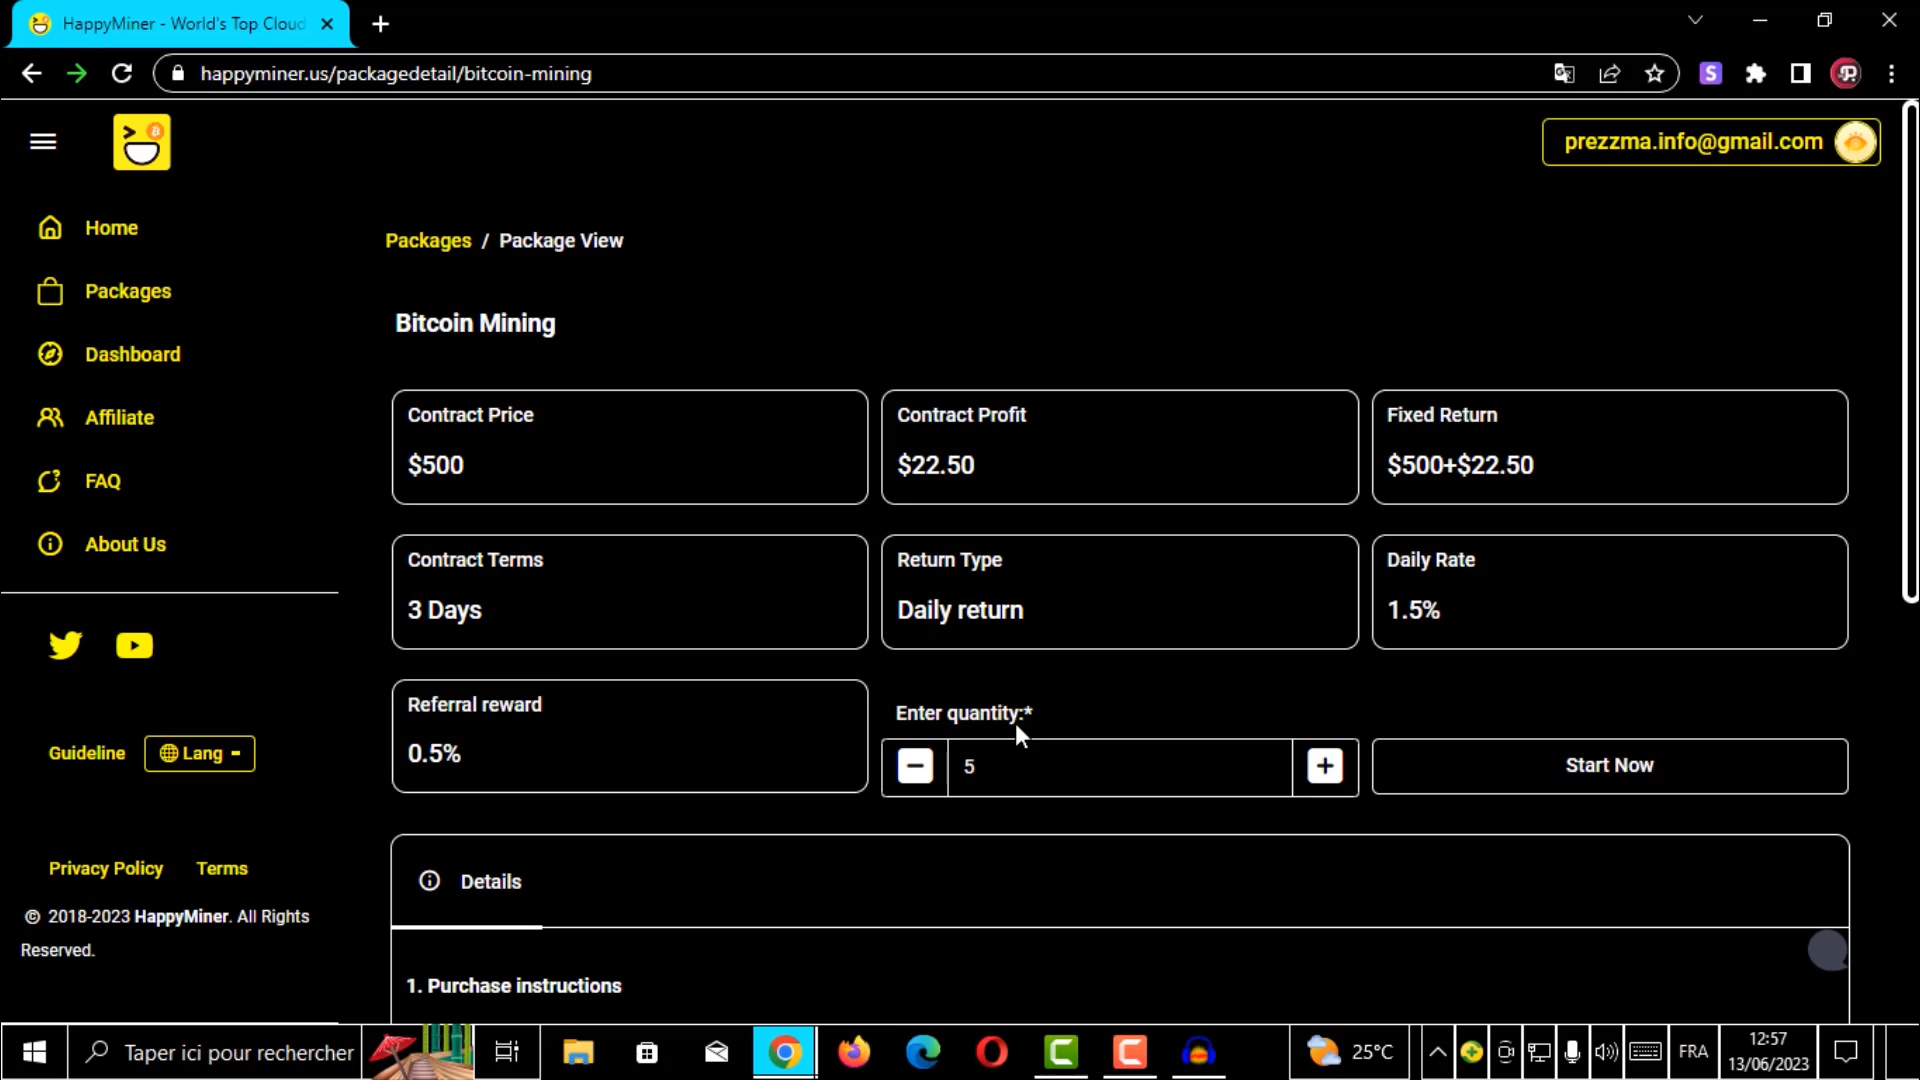 HappyMiner - World's Top Cloud
happyminer.us/packagedetail/bitcoin-mining
prezzma.info@gmail.com
Home
Packages / Package View
Packages
Bitcoin Mining
Dashboard
Affiliate
FAQ
About Us
Contract Price
$500
Contract Profit
$22.50
Fixed Return
$500+$22.50
Contract Terms
3 Days
Return Type
Daily return
Daily Rate
1.5%
Referral reward
0.5%
Enter quantity:*
5
Start Now
Guideline
Lang
Privacy Policy Terms
© 2018-2023 HappyMiner. All Rights
Reserved.
Details
1. Purchase instructions
Taper ici pour rechercher
25°C
FRA
12:57
13/06/2023